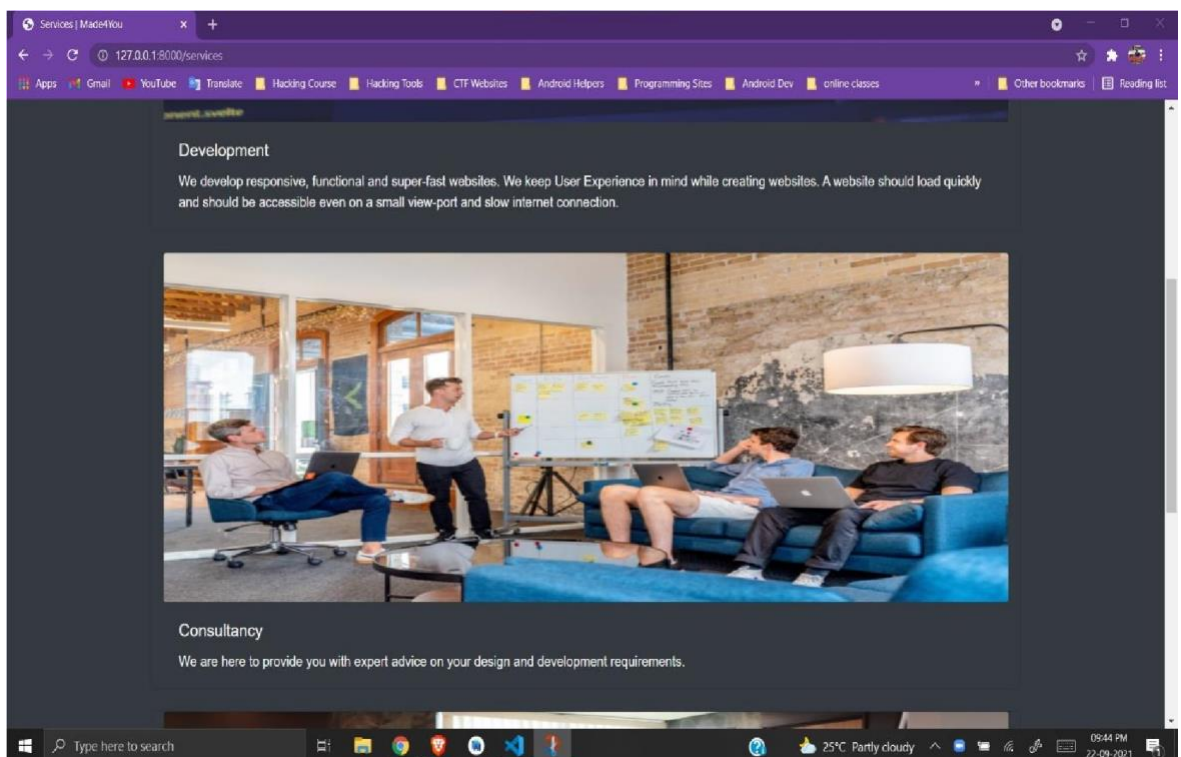 Services | Made4You
127.0.0.1:8000/services
Apps Gmail YouTube Translate Hacking Course Hacking Tools CTF Websites Android Helpers Programming Sites Android Dev online classes » Other bookmarks Reading list
onent.svelte
Development
We develop responsive, functional and super-fast websites. We keep User Experience in mind while creating websites. A website should load quickly
and should be accessible even on a small view-port and slow internet connection.
Consultancy
We are here to provide you with expert advice on your design and development requirements.
Type here to search
25°C Partly cloudy
09:44 PM
22-09-2021